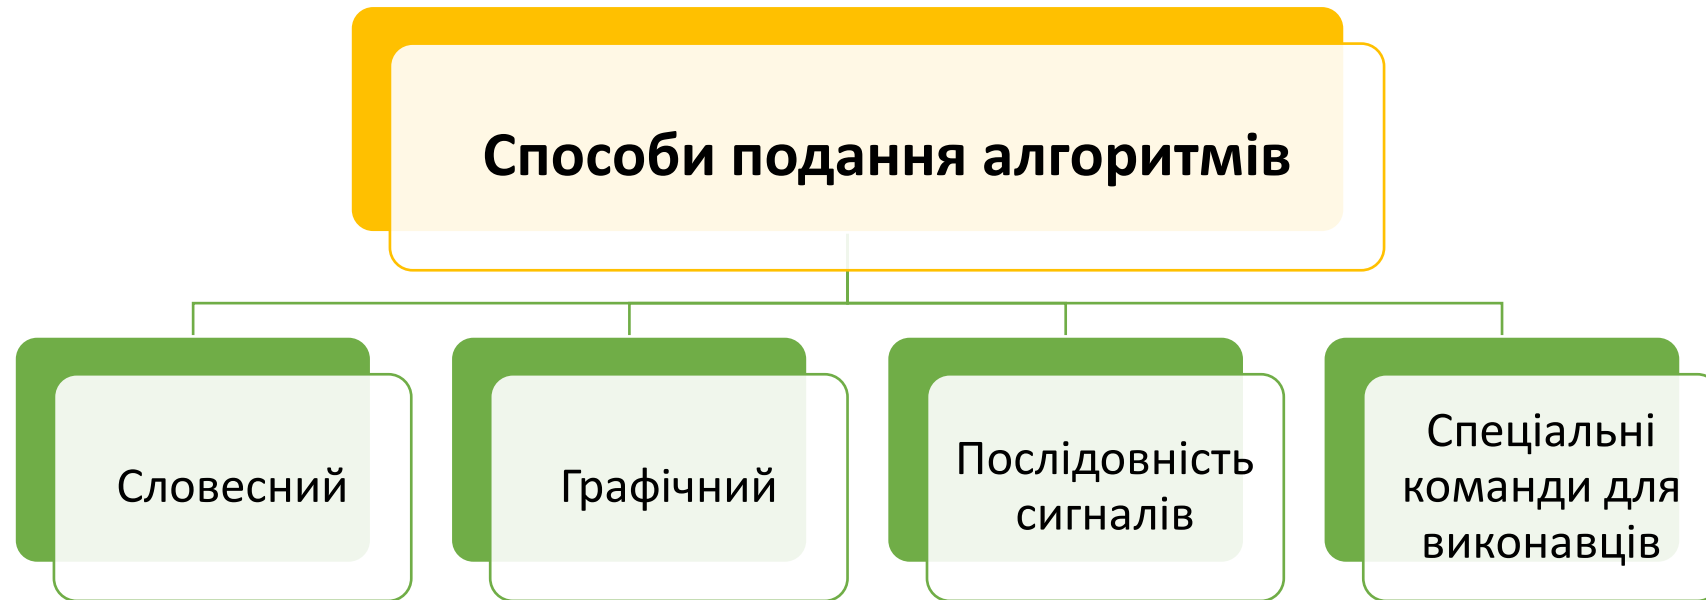 Способи подання алгоритмів
Словесний
Графічний
Послідовність
сигналів
Спеціальні
команди для
виконавців